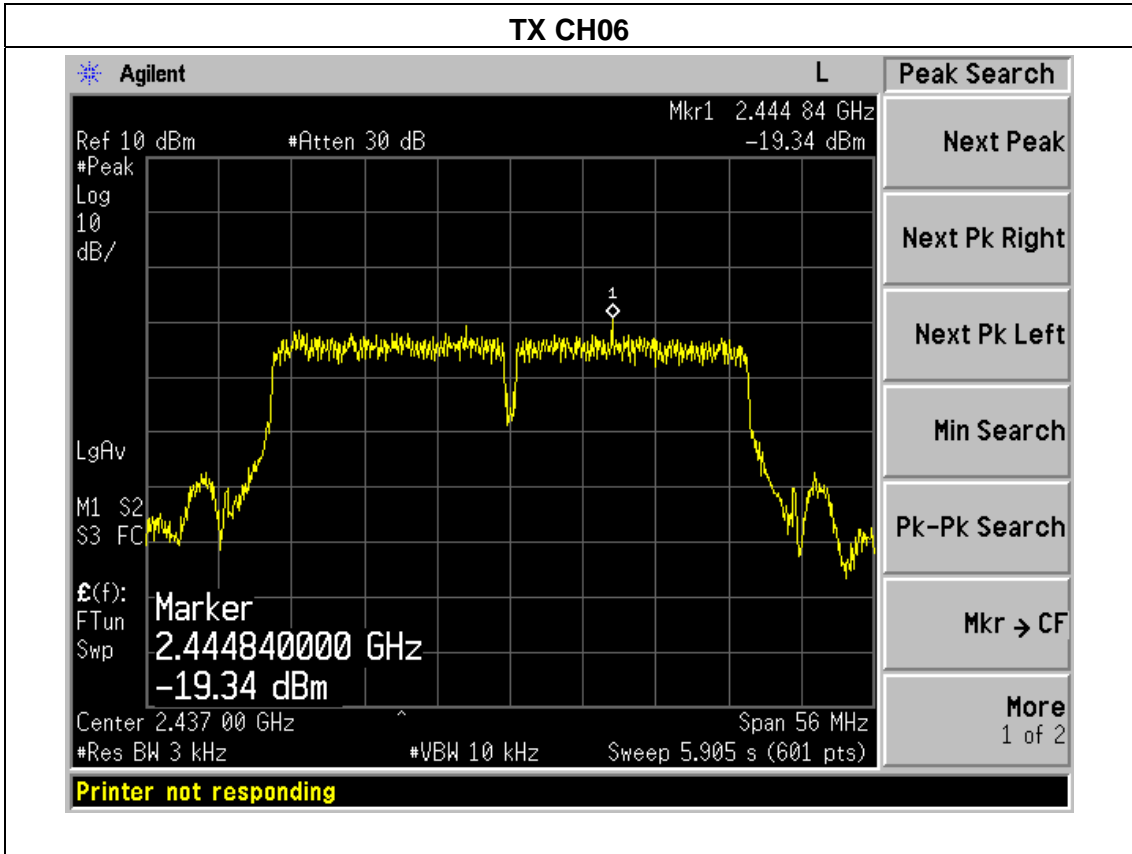 TX CH06
Agilent L Peak Search
Mkr1 2.444 84 GHz
Ref 10 dBm #Atten 30 dB -19.34 dBm
#Peak
Log
10
dB/
1
LgAv
M1 S2
S3 FC
£(f):
FTun
Swp
Marker
2.444840000 GHz
-19.34 dBm
Center 2.437 00 GHz ^ Span 56 MHz
#Res BW 3 kHz #VBW 10 kHz Sweep 5.905 s (601 pts)
Next Peak
Next Pk Right
Next Pk Left
Min Search
Pk-Pk Search
Mkr → CF
More
1 of 2
Printer not responding